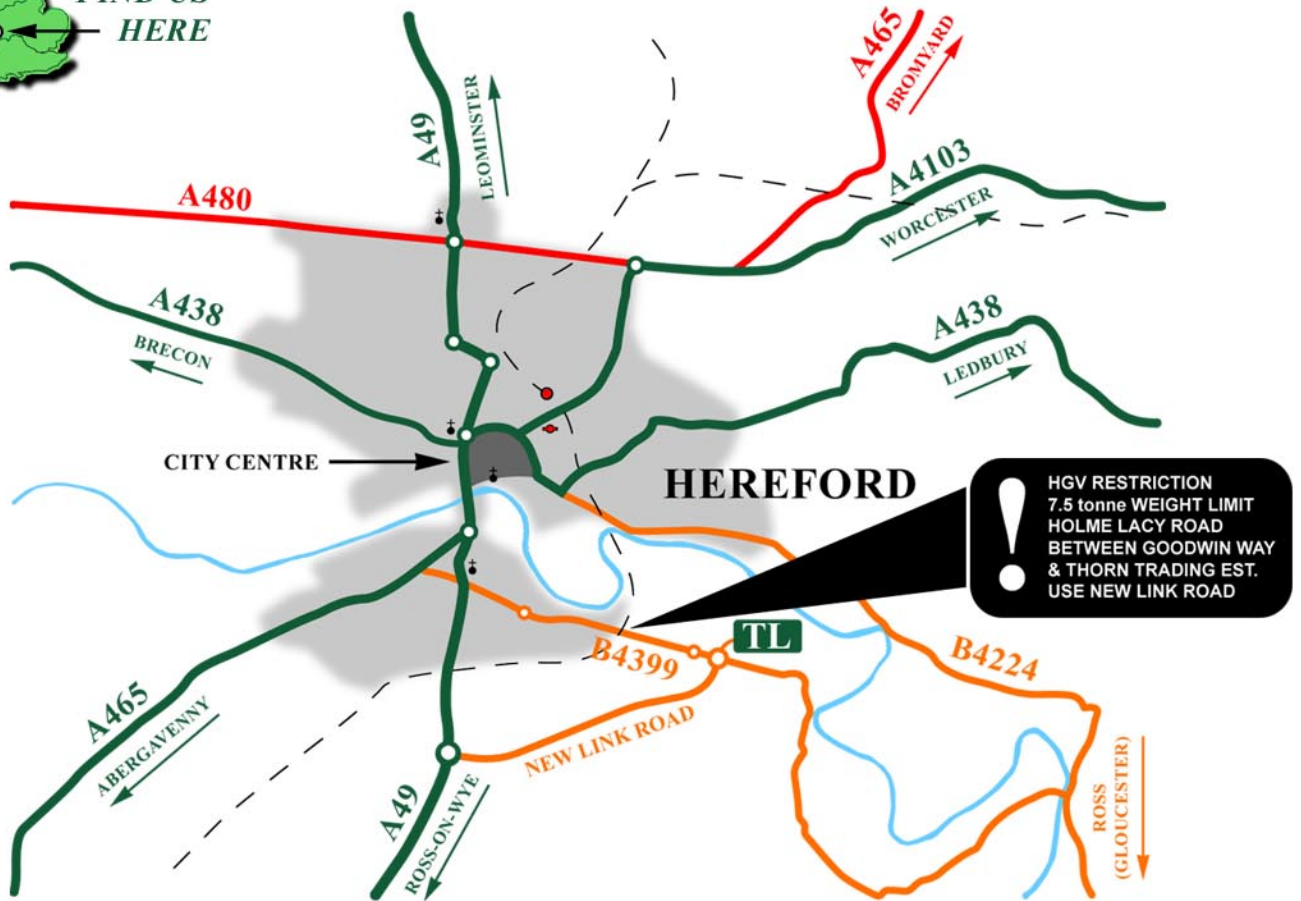 FIND US
HERE
A49
LEOMINSTER
A465
BROMYARD
A480
A4103
WORCESTER
A438
BRECON
A438
LEDBURY
CITY CENTRE
HEREFORD
HGV RESTRICTION
7.5 tonne WEIGHT LIMIT
HOLME LACY ROAD
BETWEEN GOODWIN WAY
& THORN TRADING EST.
USE NEW LINK ROAD
!
TL
B4399
B4224
A465
ABERGAVENNY
NEW LINK ROAD
A49
ROSS-ON-WYE
ROSS
(GLOUCESTER)